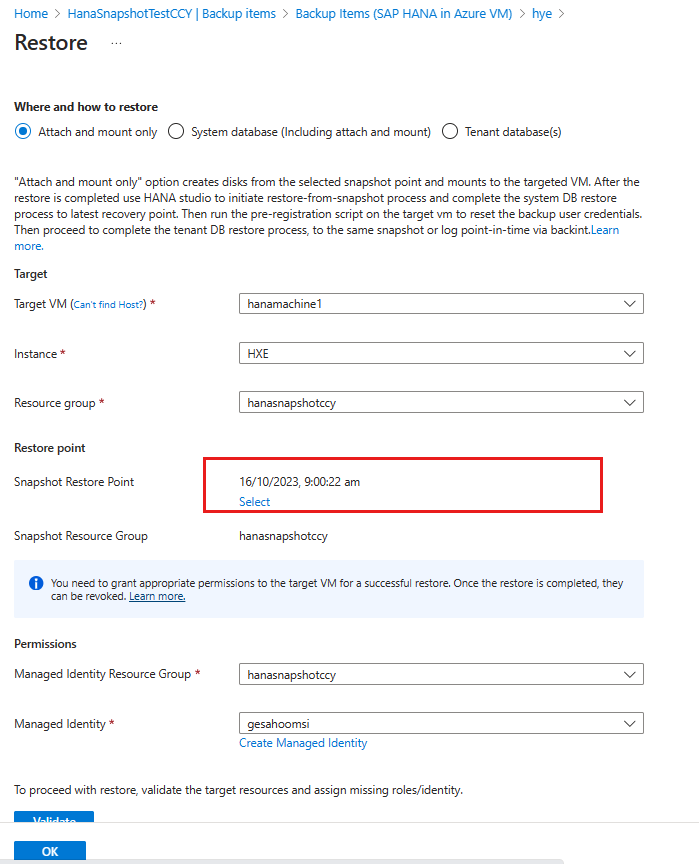 Home > HanaSnapshotTestCCY | Backup items > Backup Items (SAP HANA in Azure VM) > hye >
Restore ...
Where and how to restore
Attach and mount only System database (Including attach and mount) Tenant database(s)
"Attach and mount only" option creates disks from the selected snapshot point and mounts to the targeted VM. After the
restore is completed use HANA studio to initiate restore-from-snapshot process and complete the system DB restore
process to latest recovery point. Then run the pre-registration script on the target vm to reset the backup user credentials.
Then proceed to complete the tenant DB restore process, to the same snapshot or log point-in-time via backint.Learn
more.
Target
Target VM (Can't find Host?) * hanamachine1
Instance * HXE
Resource group * hanasnapshotccy
Restore point
Snapshot Restore Point 16/10/2023, 9:00:22 am
Select
Snapshot Resource Group hanasnapshotccy
You need to grant appropriate permissions to the target VM for a successful restore. Once the restore is completed, they
can be revoked. Learn more.
Permissions
Managed Identity Resource Group * hanasnapshotccy
Managed Identity * gesahoomsi
Create Managed Identity
To proceed with restore, validate the target resources and assign missing roles/identity.
Validate
OK